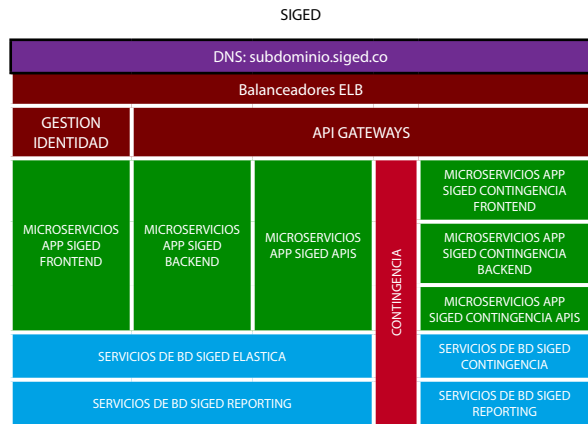 SIGED
DNS: subdominio.siged.co
Balanceadores ELB
GESTION
IDENTIDAD
API GATEWAYS
MICROSERVICIOS
APP SIGED
FRONTEND
MICROSERVICIOS
APP SIGED
BACKEND
MICROSERVICIOS
APP SIGED APIS
CONTINGENCIA
MICROSERVICIOS APP
SIGED CONTINGENCIA
FRONTEND
MICROSERVICIOS APP
SIGED CONTINGENCIA
BACKEND
MICROSERVICIOS APP
SIGED CONTINGENCIA APIS
SERVICIOS DE BD SIGED ELASTICA
SERVICIOS DE BD SIGED
CONTINGENCIA
SERVICIOS DE BD SIGED REPORTING
SERVICIOS DE BD SIGED
REPORTING